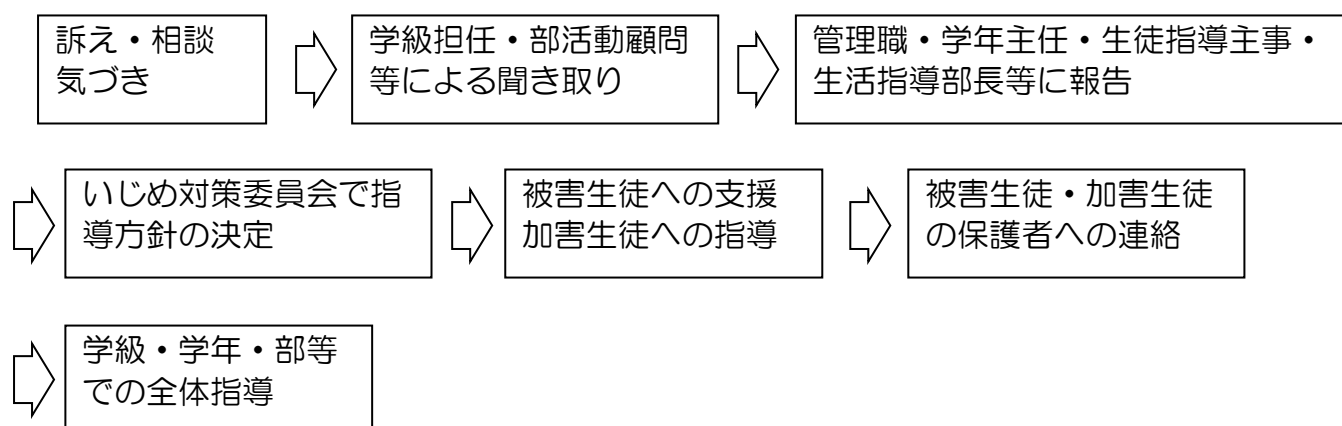 訴え・相談
気づき
学級担任・部活動顧問
等による聞き取り
管理職・学年主任・生徒指導主事・
生活指導部長等に報告
いじめ対策委員会で指
導方針の決定
被害生徒への支援
加害生徒への指導
被害生徒・加害生徒
の保護者への連絡
学級・学年・部等
での全体指導